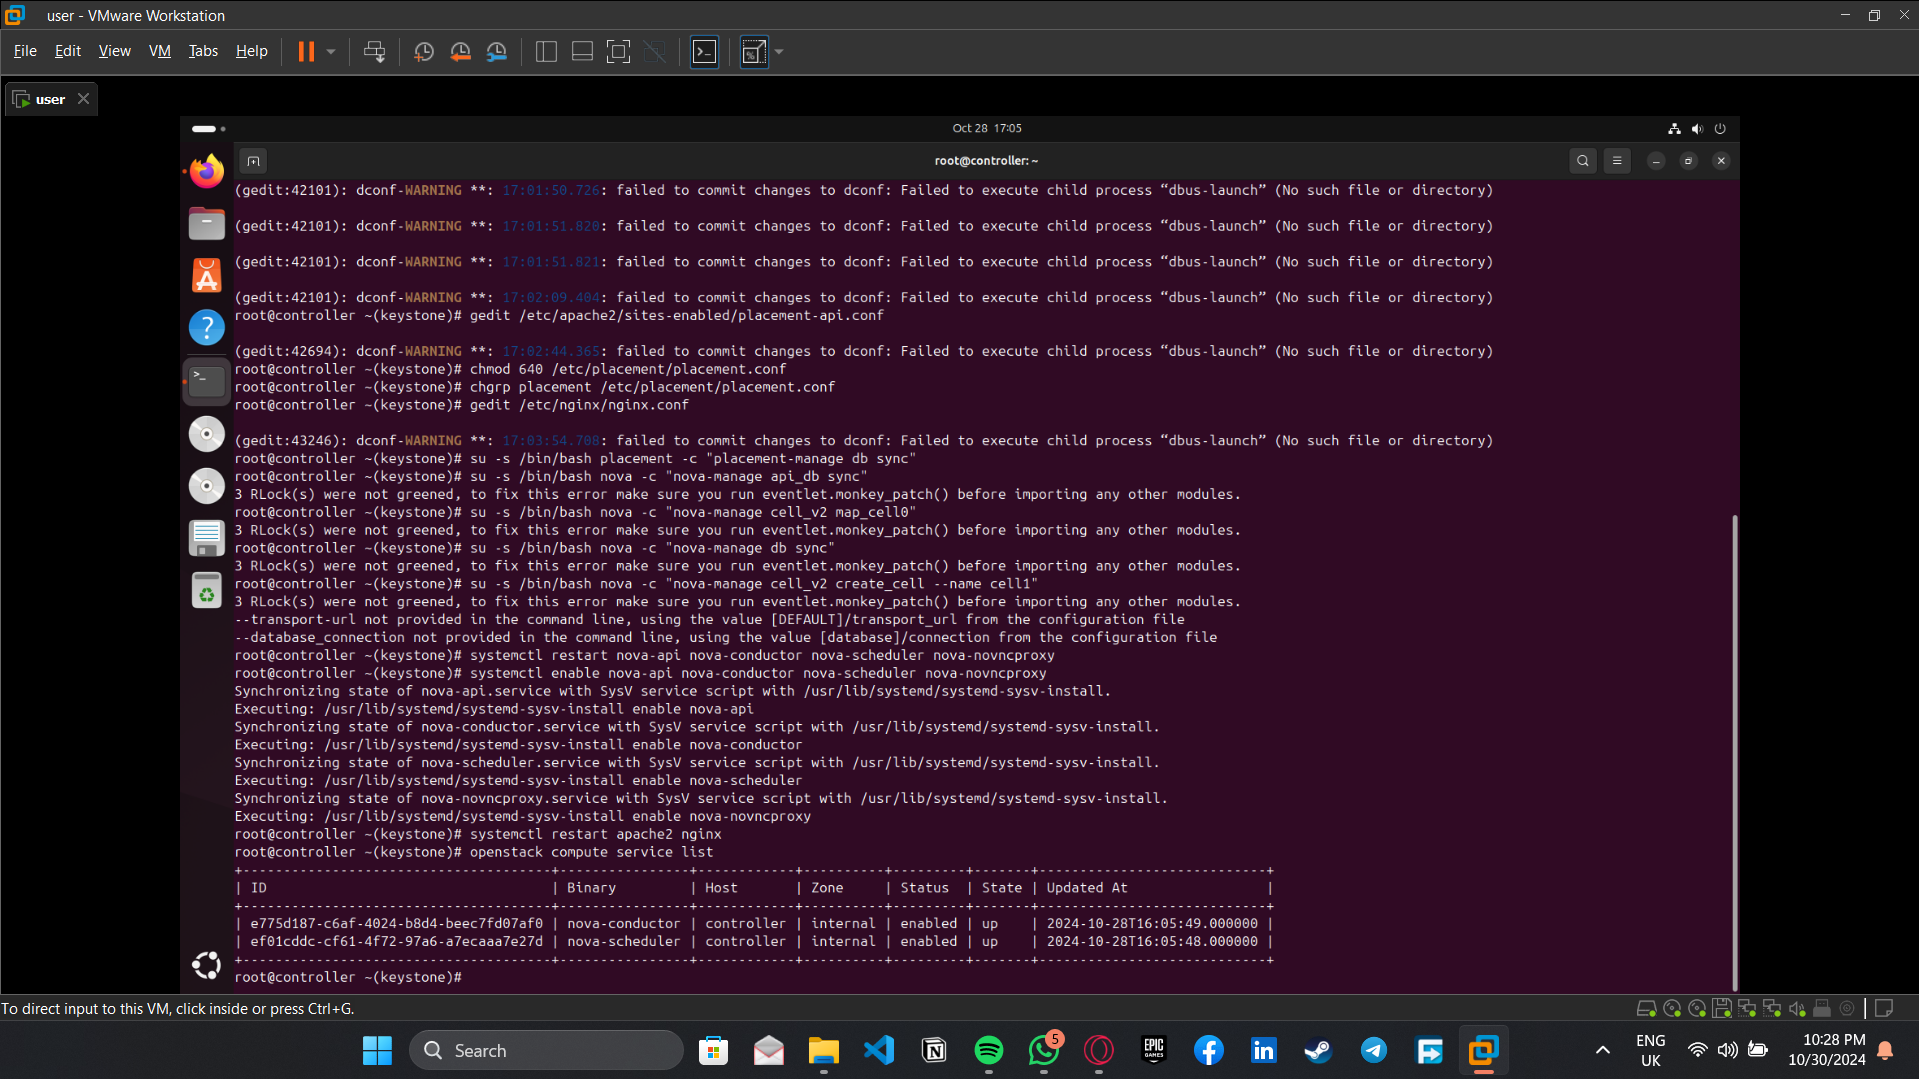 user - VMware Workstation
File Edit View VM Tabs Help
user
Oct 28 17:05
root@controller: ~
(gedit:42101): dconf-WARNING **: 17:01:50.726: failed to commit changes to dconf: Failed to execute child process “dbus-launch” (No such file or directory)
(gedit:42101): dconf-WARNING **: 17:01:51.820: failed to commit changes to dconf: Failed to execute child process “dbus-launch” (No such file or directory)
(gedit:42101): dconf-WARNING **: 17:01:51.821: failed to commit changes to dconf: Failed to execute child process “dbus-launch” (No such file or directory)
(gedit:42101): dconf-WARNING **: 17:02:09.404: failed to commit changes to dconf: Failed to execute child process “dbus-launch” (No such file or directory)
root@controller ~(keystone)# gedit /etc/apache2/sites-enabled/placement-api.conf
(gedit:42694): dconf-WARNING **: 17:02:44.365: failed to commit changes to dconf: Failed to execute child process “dbus-launch” (No such file or directory)
root@controller ~(keystone)# chmod 640 /etc/placement/placement.conf
root@controller ~(keystone)# chgrp placement /etc/placement/placement.conf
root@controller ~(keystone)# gedit /etc/nginx/nginx.conf
(gedit:43246): dconf-WARNING **: 17:03:54.708: failed to commit changes to dconf: Failed to execute child process “dbus-launch” (No such file or directory)
root@controller ~(keystone)# su -s /bin/bash placement -c "placement-manage db sync"
root@controller ~(keystone)# su -s /bin/bash nova -c "nova-manage api_db sync"
3 RLock(s) were not greened, to fix this error make sure you run eventlet.monkey_patch() before importing any other modules.
root@controller ~(keystone)# su -s /bin/bash nova -c "nova-manage cell_v2 map_cell0"
3 RLock(s) were not greened, to fix this error make sure you run eventlet.monkey_patch() before importing any other modules.
root@controller ~(keystone)# su -s /bin/bash nova -c "nova-manage db sync"
3 RLock(s) were not greened, to fix this error make sure you run eventlet.monkey_patch() before importing any other modules.
root@controller ~(keystone)# su -s /bin/bash nova -c "nova-manage cell_v2 create_cell --name cell1"
3 RLock(s) were not greened, to fix this error make sure you run eventlet.monkey_patch() before importing any other modules.
--transport-url not provided in the command line, using the value [DEFAULT]/transport_url from the configuration file
--database_connection not provided in the command line, using the value [database]/connection from the configuration file
root@controller ~(keystone)# systemctl restart nova-api nova-conductor nova-scheduler nova-novncproxy
root@controller ~(keystone)# systemctl enable nova-api nova-conductor nova-scheduler nova-novncproxy
Synchronizing state of nova-api.service with SysV service script with /usr/lib/systemd/systemd-sysv-install.
Executing: /usr/lib/systemd/systemd-sysv-install enable nova-api
Synchronizing state of nova-conductor.service with SysV service script with /usr/lib/systemd/systemd-sysv-install.
Executing: /usr/lib/systemd/systemd-sysv-install enable nova-conductor
Synchronizing state of nova-scheduler.service with SysV service script with /usr/lib/systemd/systemd-sysv-install.
Executing: /usr/lib/systemd/systemd-sysv-install enable nova-scheduler
Synchronizing state of nova-novncproxy.service with SysV service script with /usr/lib/systemd/systemd-sysv-install.
Executing: /usr/lib/systemd/systemd-sysv-install enable nova-novncproxy
root@controller ~(keystone)# systemctl restart apache2 nginx
root@controller ~(keystone)# openstack compute service list
+--------------------------------------+----------------+------------+----------+---------+-------+----------------------------+
| ID | Binary | Host | Zone | Status | State | Updated At |
+--------------------------------------+----------------+------------+----------+---------+-------+----------------------------+
| e775d187-c6af-4024-b8d4-beec7fd07af0 | nova-conductor | controller | internal | enabled | up | 2024-10-28T16:05:49.000000 |
| ef01cddc-cf61-4f72-97a6-a7ecaaa7e27d | nova-scheduler | controller | internal | enabled | up | 2024-10-28T16:05:48.000000 |
+--------------------------------------+----------------+------------+----------+---------+-------+----------------------------+
root@controller ~(keystone)#
To direct input to this VM, click inside or press Ctrl+G.
Search
5
EPIC GAMES
ENG
UK
10:28 PM
10/30/2024